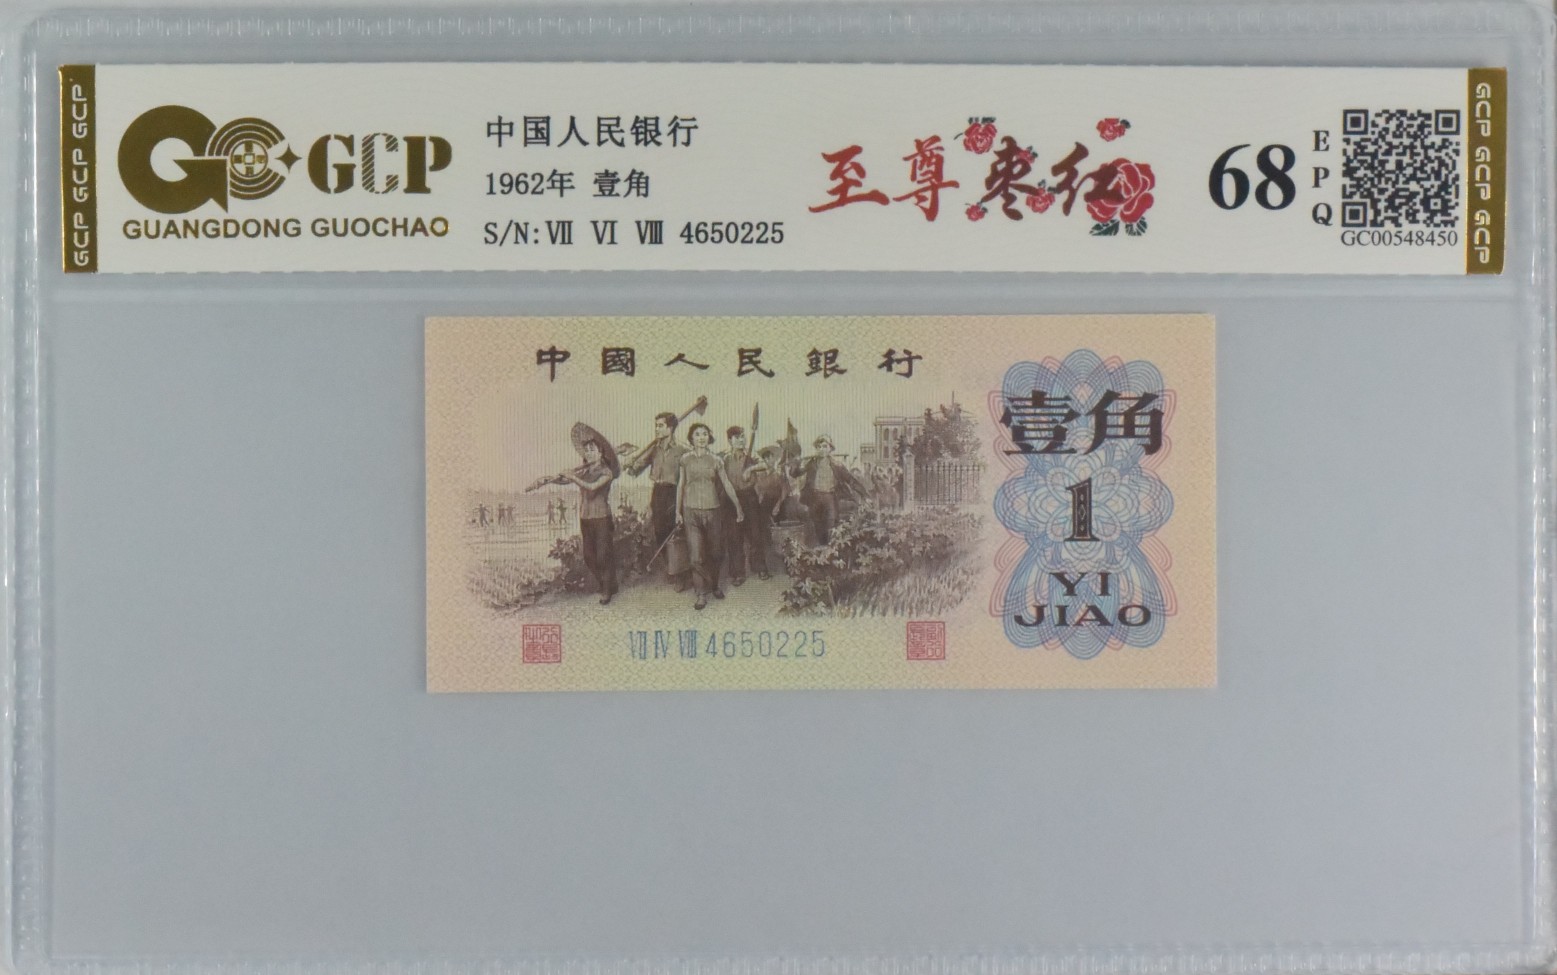 GCP GCP GCP
GCP
GUANGDONG GUOCHAO
中国人民银行
1962年 壹角
S/N: Ⅶ Ⅵ Ⅷ 4650225
至尊 枣红
68
EPQ
GC00548450
GCP GCP GCP
中國人民銀行
壹角
1
YI
JIAO
Ⅶ Ⅳ Ⅷ 4650225